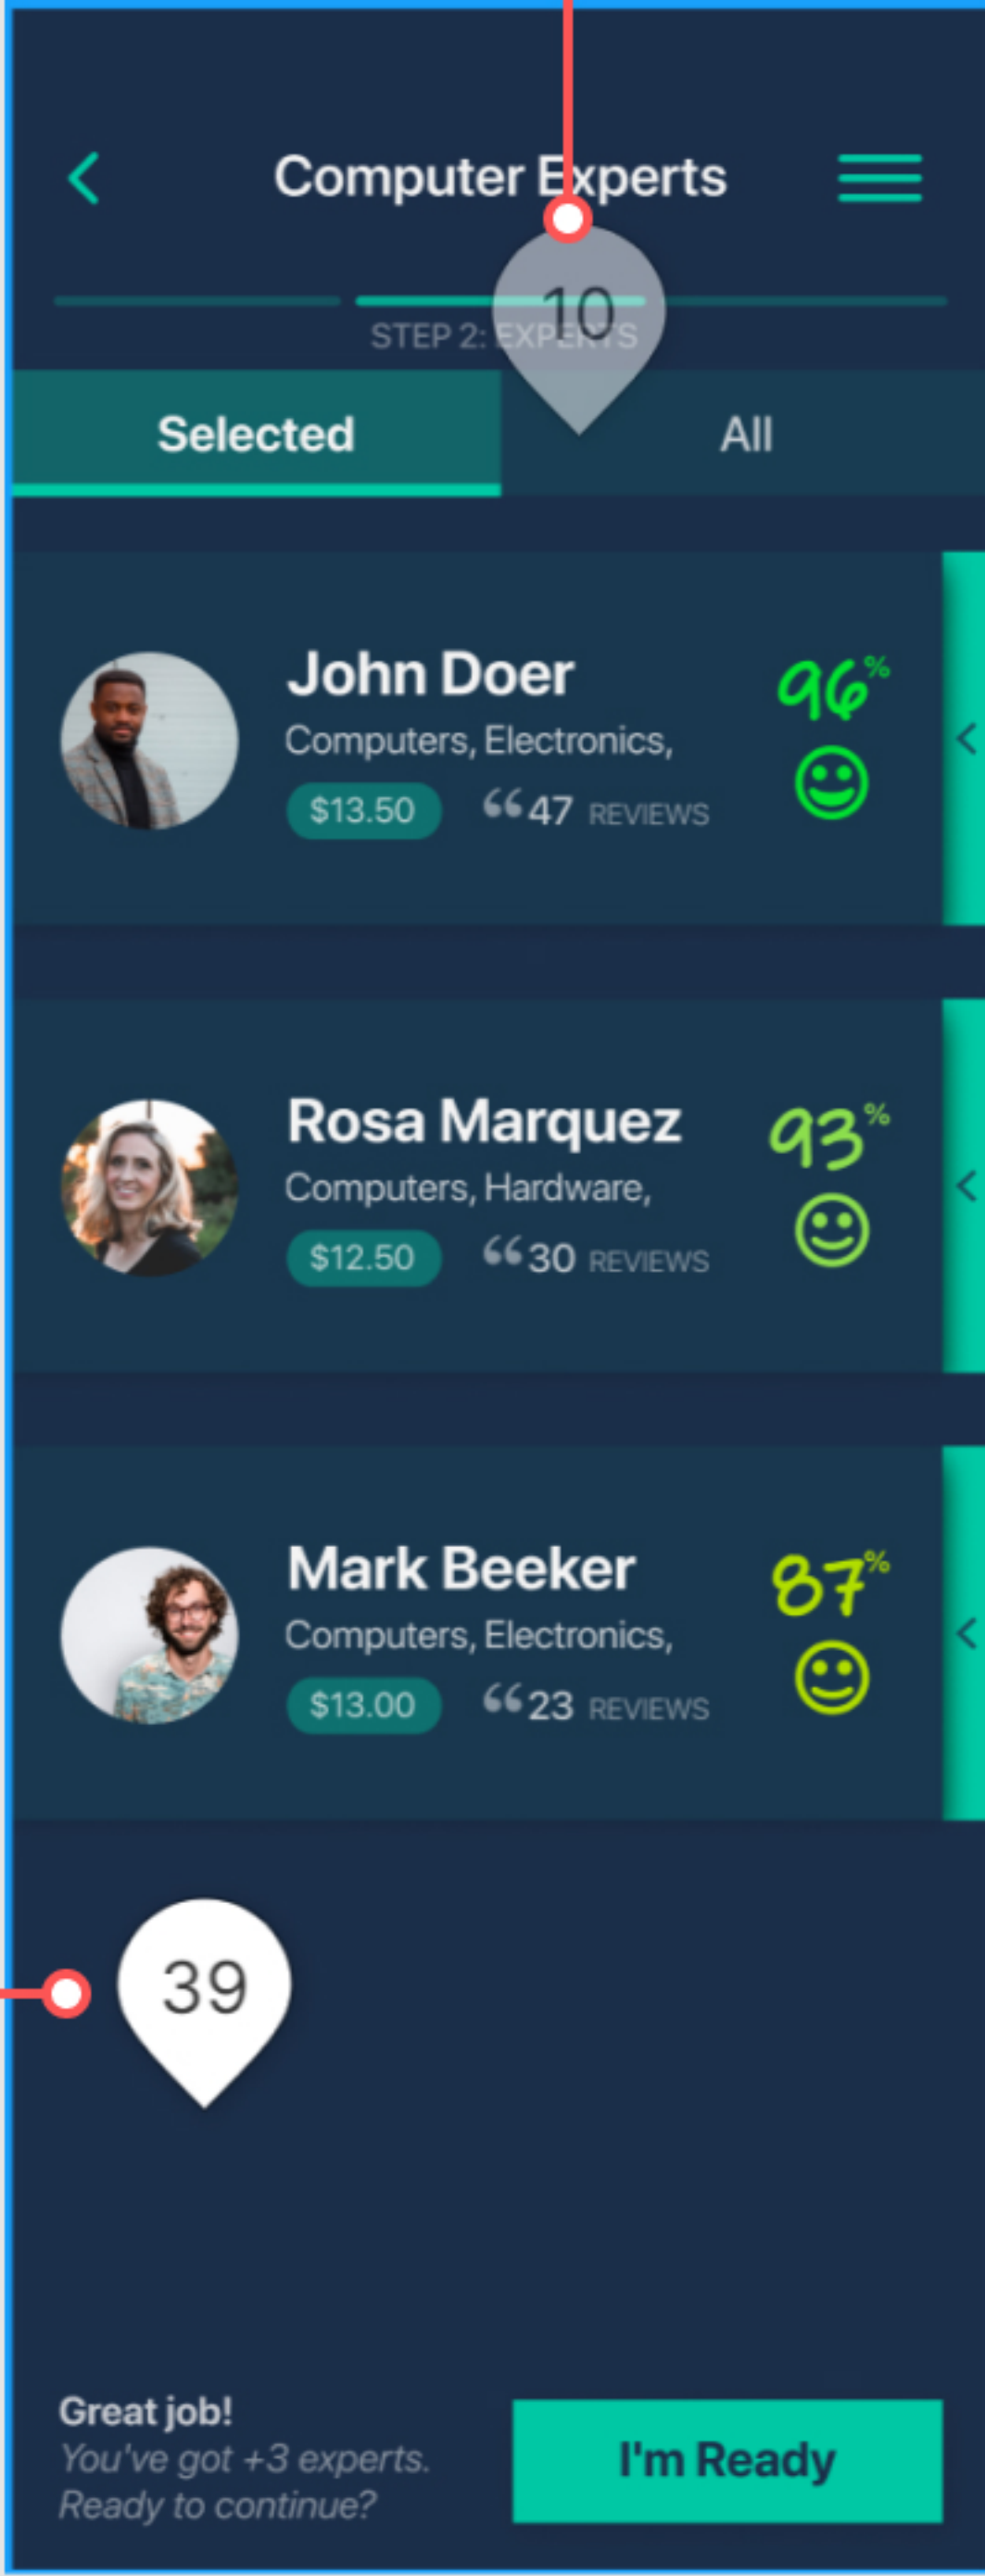 Computer Experts
10
STEP 2: EXPERTS
Selected
All
John Doer
Computers, Electronics,
$13.50
“47 REVIEWS
96%
Rosa Marquez
Computers, Hardware,
$12.50
“30 REVIEWS
93%
Mark Beeker
Computers, Electronics,
$13.00
“23 REVIEWS
87%
39
Great job!
You've got +3 experts.
Ready to continue?
I'm Ready